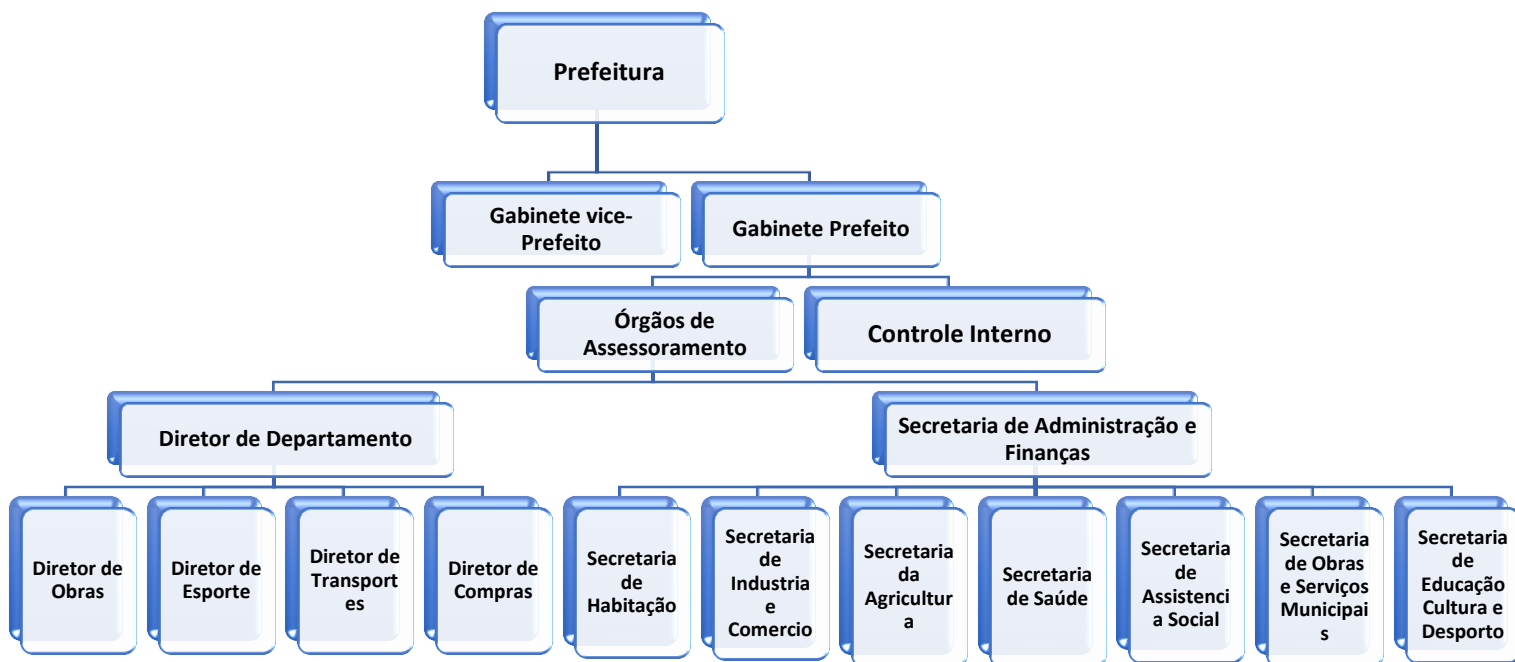 Prefeitura
Gabinete vice-
Prefeito
Gabinete Prefeito
Órgãos de
Assessoramento
Controle Interno
Diretor de Departamento
Secretaria de Administração e
Finanças
Diretor de
Obras
Diretor de
Esporte
Diretor de
Transport
es
Diretor de
Compras
Secretaria
de
Habitação
Secretaria
de
Industria
e
Comercio
Secretaria
da
Agricultur
a
Secretaria
de Saúde
Secretaria
de
Assistenci
a Social
Secretaria
de Obras
e Serviços
Municipai
s
Secretaria
de
Educação
Cultura e
Desporto